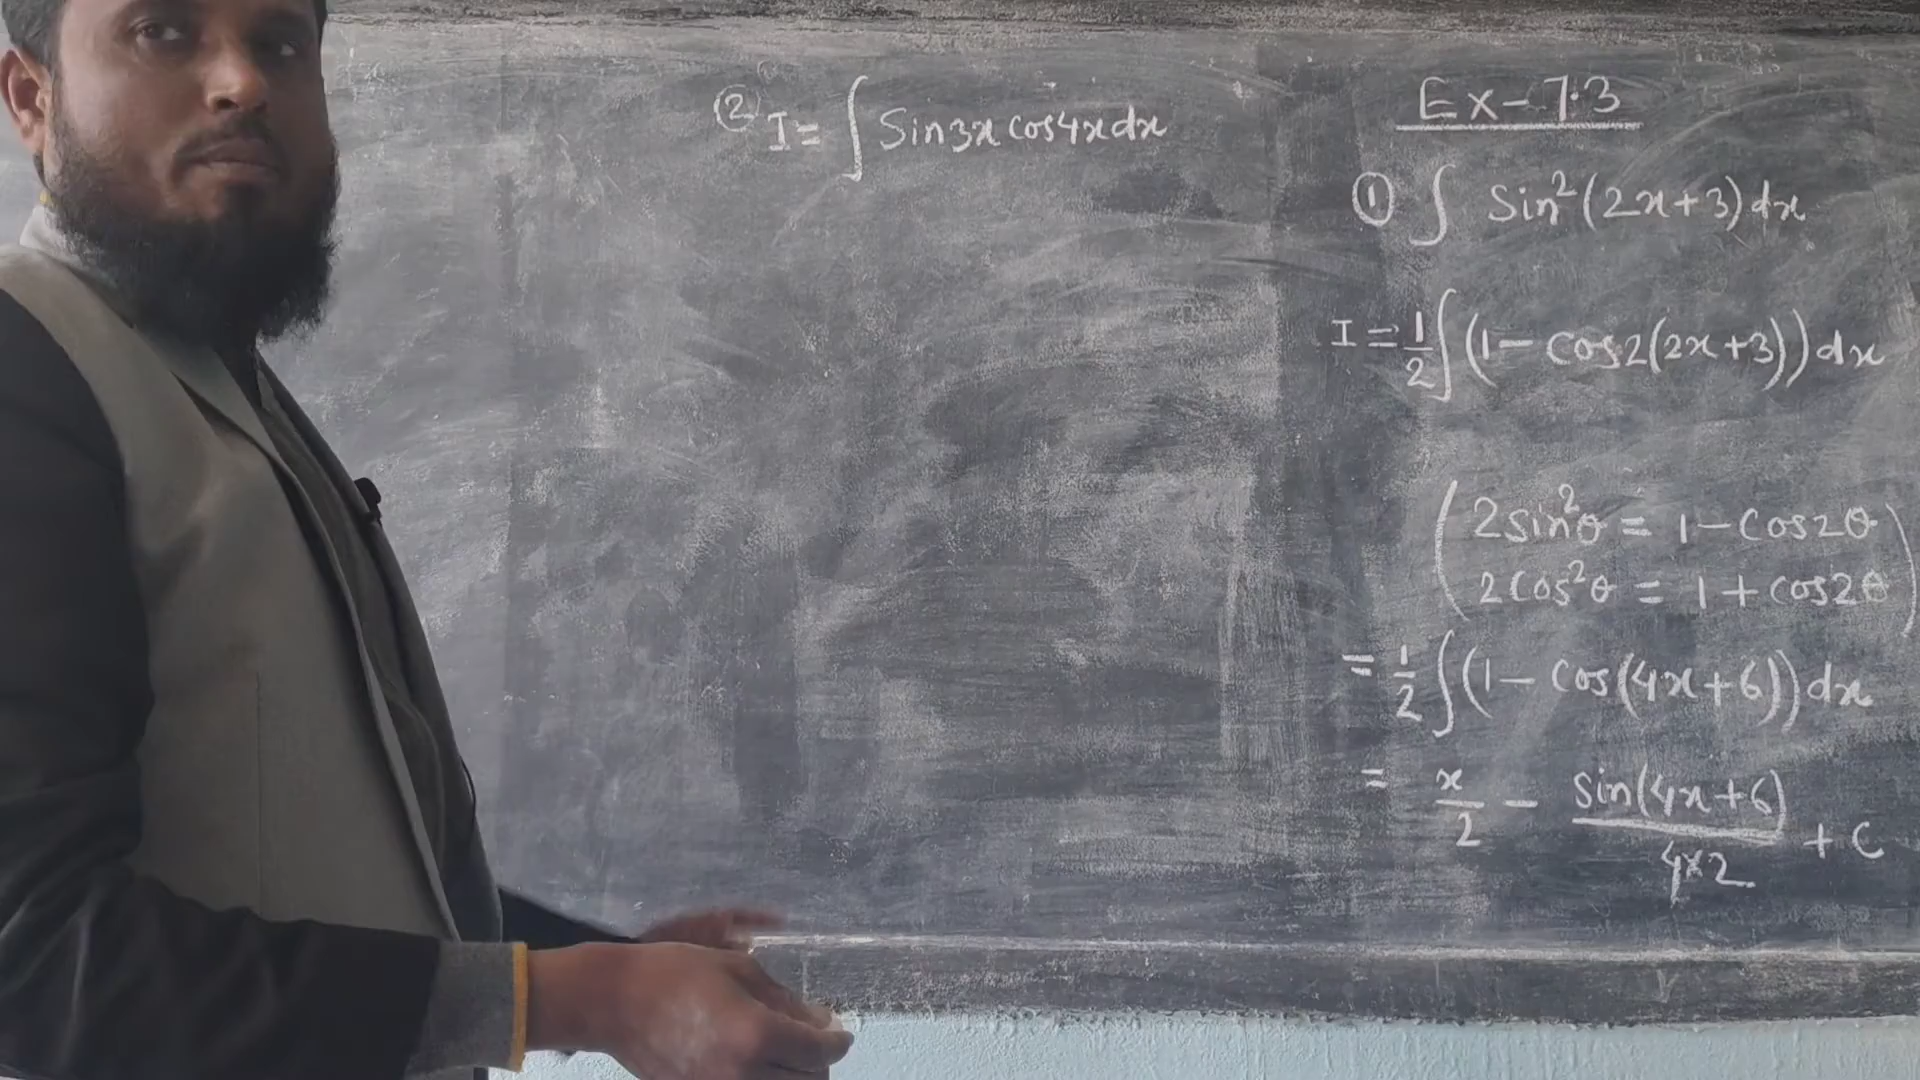 ② I = ∫ Sin3x cos4x dx
Ex-7.3
① ∫ Sin²(2x+3) dx
I = 1/2 ∫ (1 - cos2(2x+3)) dx
(2sin²θ = 1 - cos2θ
2cos²θ = 1 + cos2θ)
= 1/2 ∫ (1 - cos(4x+6)) dx
= x/2 - sin(4x+6)/4×2 + C